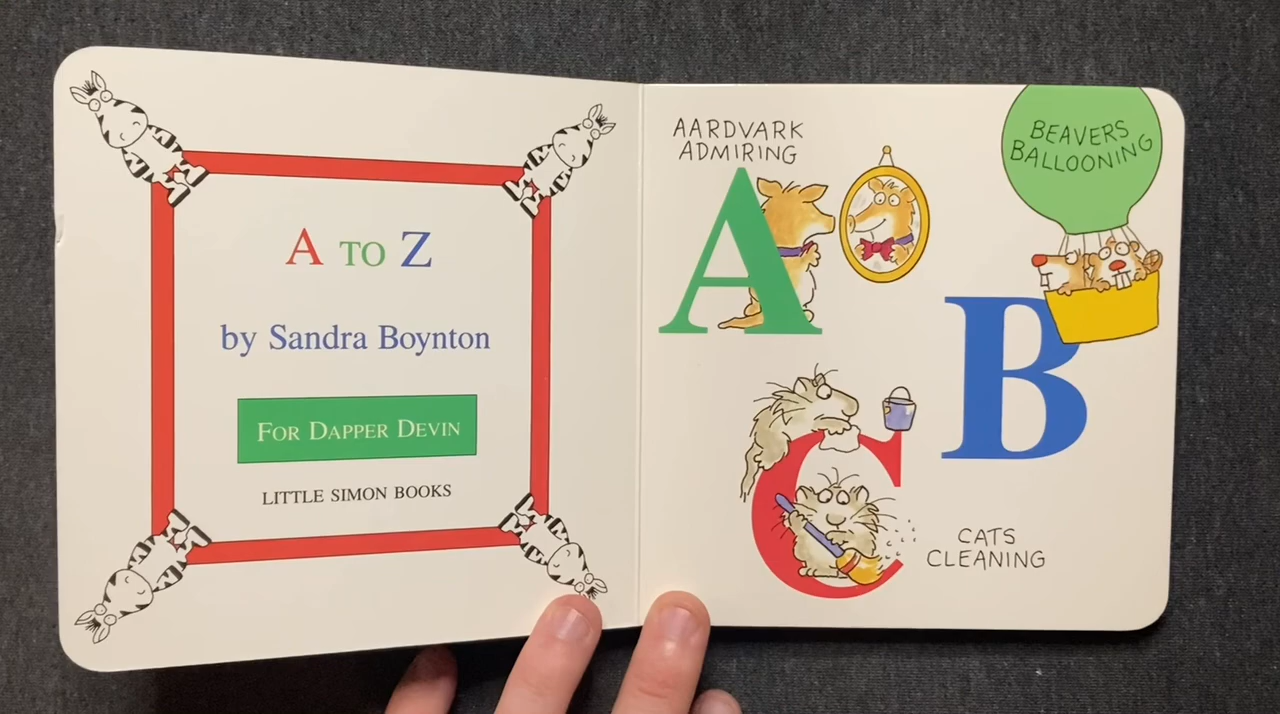 A TO Z
by Sandra Boynton
FOR DAPPER DEVIN
LITTLE SIMON BOOKS
AARDVARK
ADMIRING
A
BEAVERS
BALLOONING
B
C
CATS
CLEANING